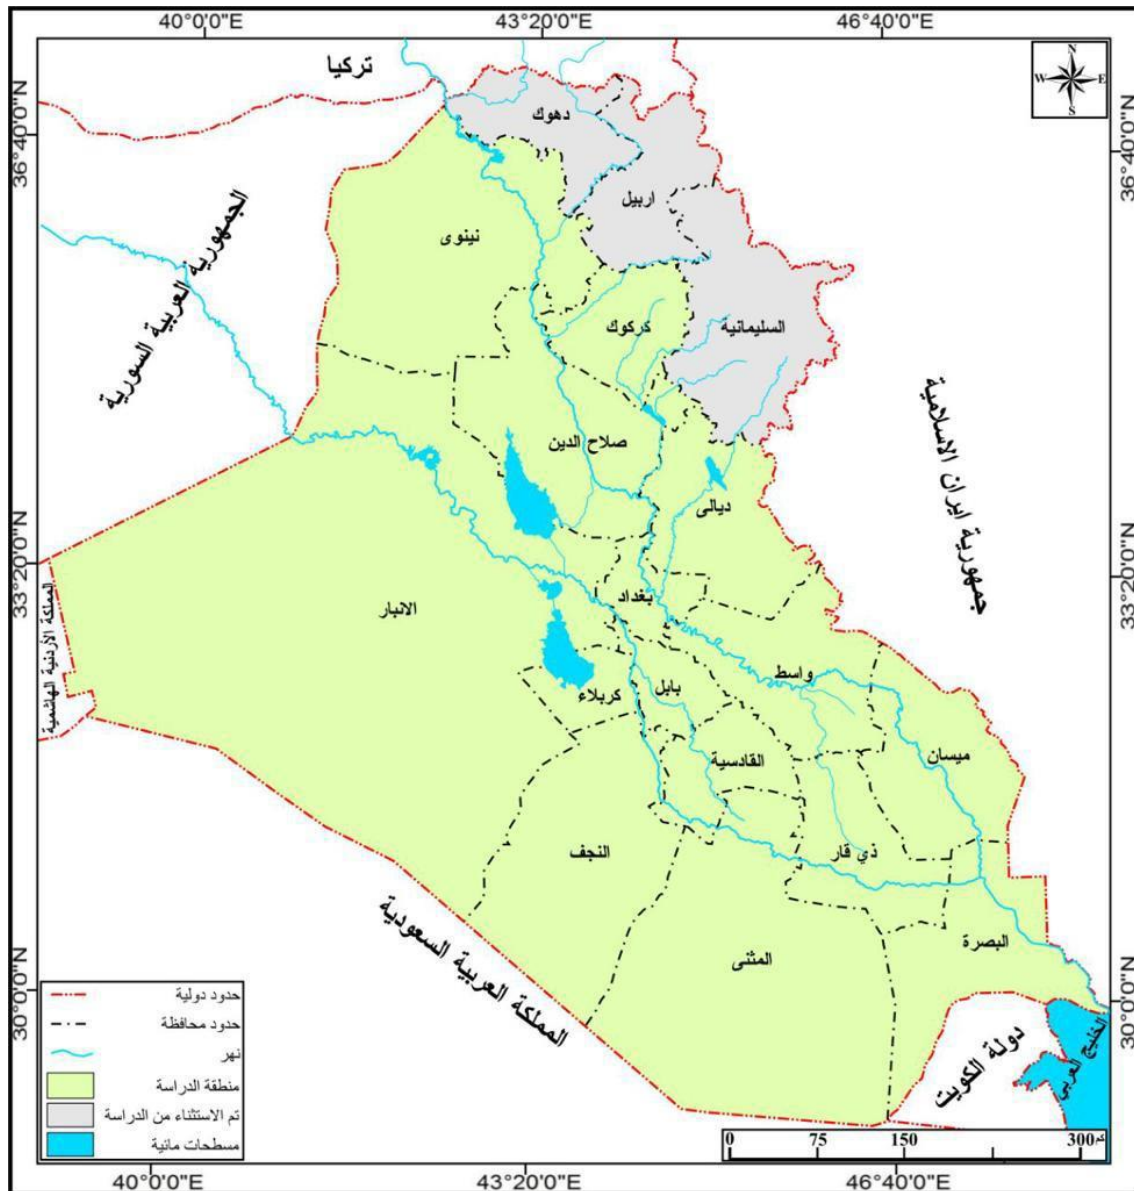 40°0'0"E 43°20'0"E 46°40'0"E
N
W E
S
تركيا
36°40'0"N
36°40'0"N
دهوك
اربيل
نينوى
الجمهورية العربية السورية
كركوك
السليمانية
جمهورية ايران الاسلامية
صلاح الدين
ديالى
33°20'0"N
33°20'0"N
المملكة الأردنية الهاشمية
الانبار
بغداد
واسط
كربلاء
بابل
القادسية
ميسان
النجف
ذي قار
المثنى
البصرة
المملكة العربية السعودية
30°0'0"N
30°0'0"N
دولة الكويت
الخليج العربي
حدود دولية
حدود محافظة
نهر
منطقة الدراسة
تم الاستثناء من الدراسة
مسطحات مائية
0 75 150 300 كم
40°0'0"E 43°20'0"E 46°40'0"E